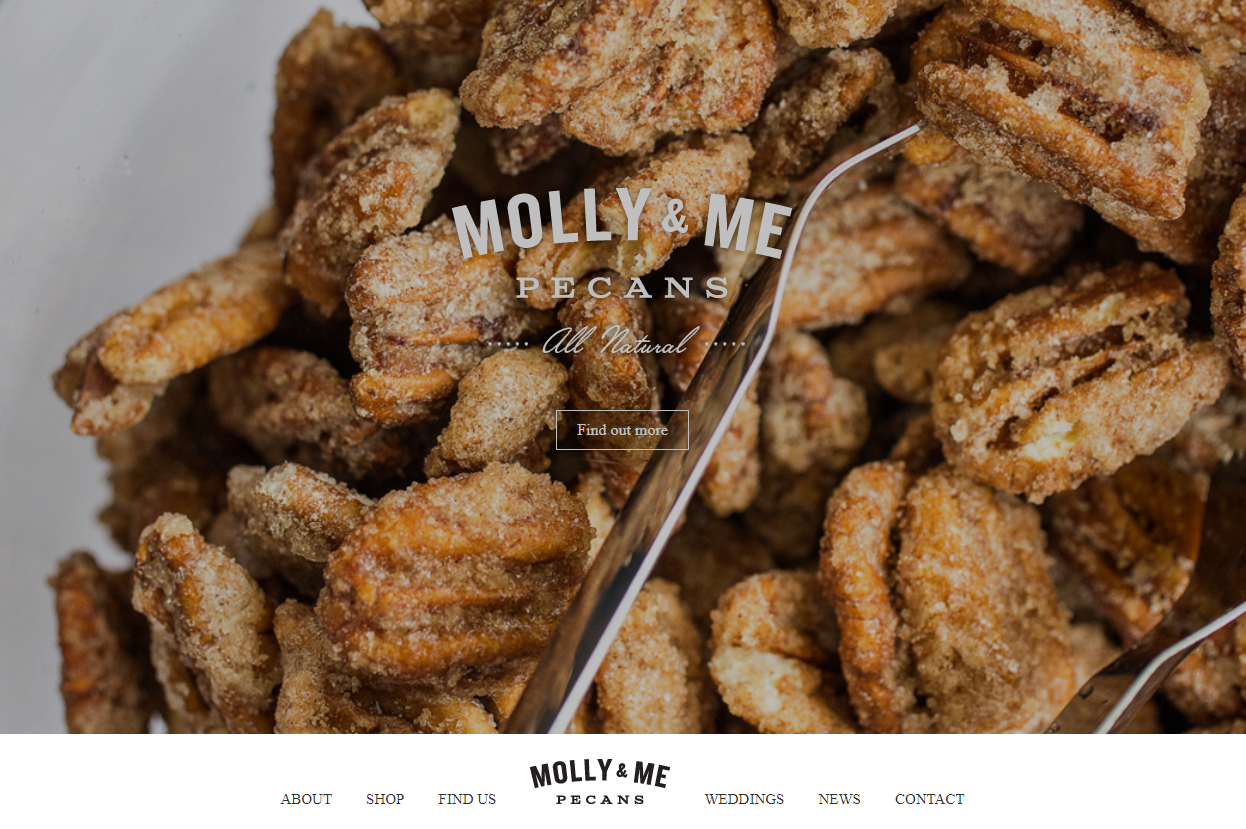 MOLLY & ME
PECANS
All Natural
Find out more
ABOUT SHOP FIND US MOLLY & ME PECANS WEDDINGS NEWS CONTACT